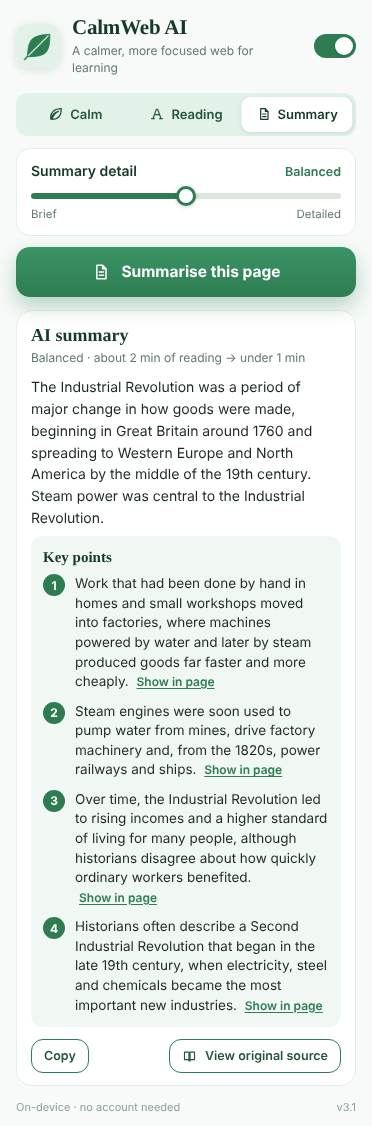 CalmWeb AI
A calmer, more focused web for
learning
Calm
Reading
Summary
Summary detail
Balanced
Brief
Detailed
Summarise this page
AI summary
Balanced · about 2 min of reading → under 1 min
The Industrial Revolution was a period of
major change in how goods were made,
beginning in Great Britain around 1760 and
spreading to Western Europe and North
America by the middle of the 19th century.
Steam power was central to the Industrial
Revolution.
Key points
1 Work that had been done by hand in
homes and small workshops moved
into factories, where machines
powered by water and later by steam
produced goods far faster and more
cheaply. Show in page
2 Steam engines were soon used to
pump water from mines, drive factory
machinery and, from the 1820s, power
railways and ships. Show in page
3 Over time, the Industrial Revolution led
to rising incomes and a higher standard
of living for many people, although
historians disagree about how quickly
ordinary workers benefited.
Show in page
4 Historians often describe a Second
Industrial Revolution that began in the
late 19th century, when electricity, steel
and chemicals became the most
important new industries. Show in page
Copy
View original source
On-device · no account needed
v3.1